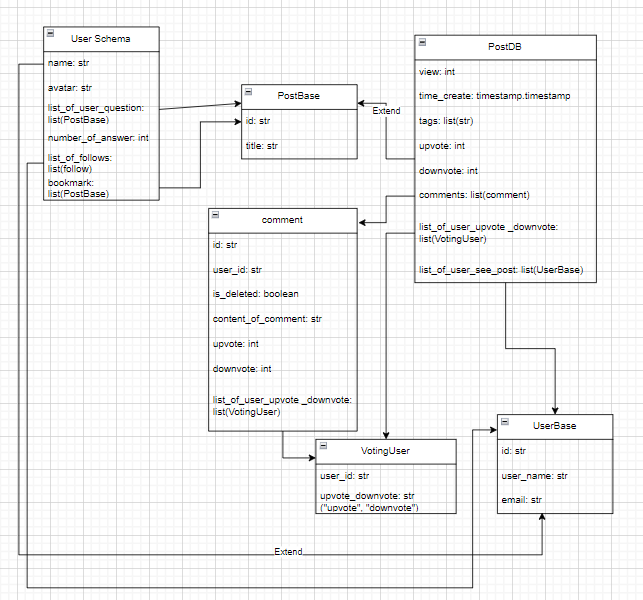 User Schema
name: str
avatar: str
list_of_user_question:
list(PostBase)
number_of_answer: int
list_of_follows:
list(follow)
bookmark:
list(PostBase)
PostBase
id: str
title: str
Extend
PostDB
view: int
time_create: timestamp.timestamp
tags: list(str)
upvote: int
downvote: int
comments: list(comment)
list_of_user_upvote _downvote:
list(VotingUser)
list_of_user_see_post: list(UserBase)
comment
id: str
user_id: str
is_deleted: boolean
content_of_comment: str
upvote: int
downvote: int
list_of_user_upvote _downvote:
list(VotingUser)
VotingUser
user_id: str
upvote_downvote: str
("upvote", "downvote")
UserBase
id: str
user_name: str
email: str
Extend